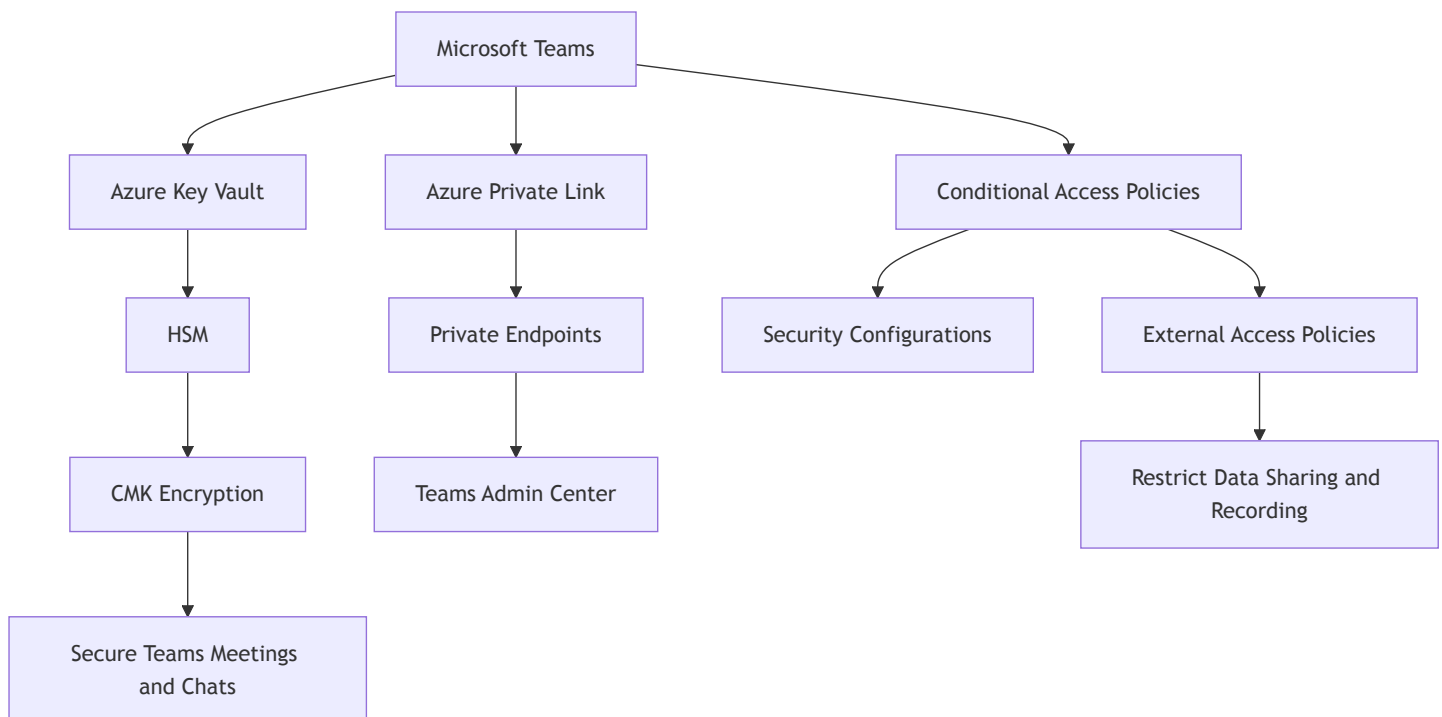 Microsoft Teams
Azure Key Vault
Azure Private Link
Conditional Access Policies
HSM
Private Endpoints
Security Configurations
External Access Policies
CMK Encryption
Teams Admin Center
Restrict Data Sharing and
Recording
Secure Teams Meetings
and Chats